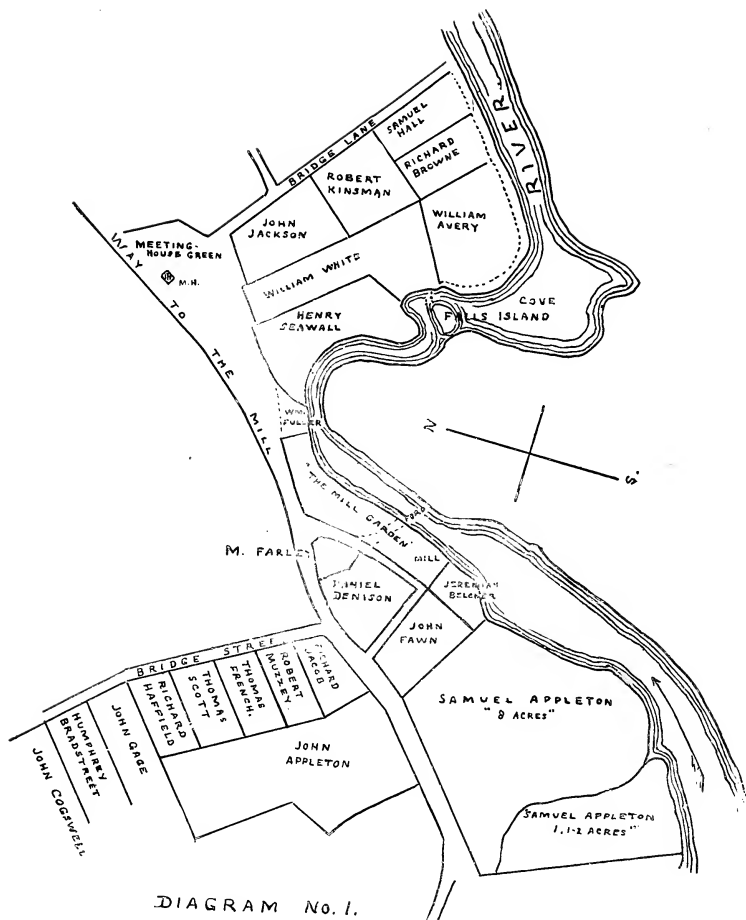 RIVER
BRIDGE LANE
SAMUEL
HALL
RICHARD
BROWNE
ROBERT
KINSMAN
JOHN
JACKSON
WILLIAM
AVERY
MEETING-
HOUSE GREEN
M.H.
WAY TO THE MILL
WILLIAM WHITE
HENRY
SEAWALL
COVE
FALLS ISLAND
WM.
FULLER
N
S.
"THE MILL GARDEN"
FORD
MILL
M. FARLEY
DENISON
JEREMIAH
BELCHER
JOHN
FAWN
BRIDGE STREET
RICHARD
JACOB
ROBERT
MUZZEY.
THOMAS
FRENCH.
THOMAS
SCOTT
RICHARD
HAFFIELD
JOHN GAGE
HUMPHREY
BRADSTREET
JOHN COGSWELL
JOHN
APPLETON
SAMUEL APPLETON
"8 ACRES"
SAMUEL APPLETON
1.1-2 ACRES"
DIAGRAM NO. 1.